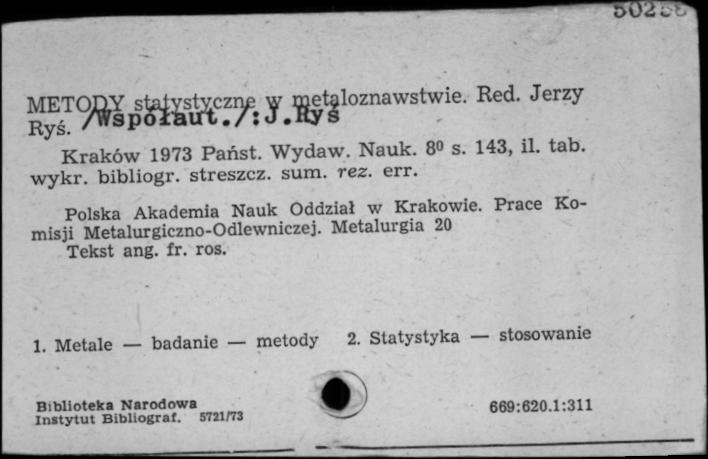 METODY statystyczne w metaloznawstwie. Red. Jerzy
Ryś. /Współaut./:J.Ryś
Kraków 1973 Państ. Wydaw. Nauk. 8⁰ s. 143, il. tab.
wykr. bibliogr. streszcz. sum. rez. err.
Polska Akademia Nauk Oddział w Krakowie. Prace Ko-
misji Metalurgiczno-Odlewniczej. Metalurgia 20
Tekst ang. fr. ros.
1. Metale — badanie — metody 2. Statystyka — stosowanie
Biblioteka Narodowa
Instytut Bibliograf. 5721/73
669:620.1:311